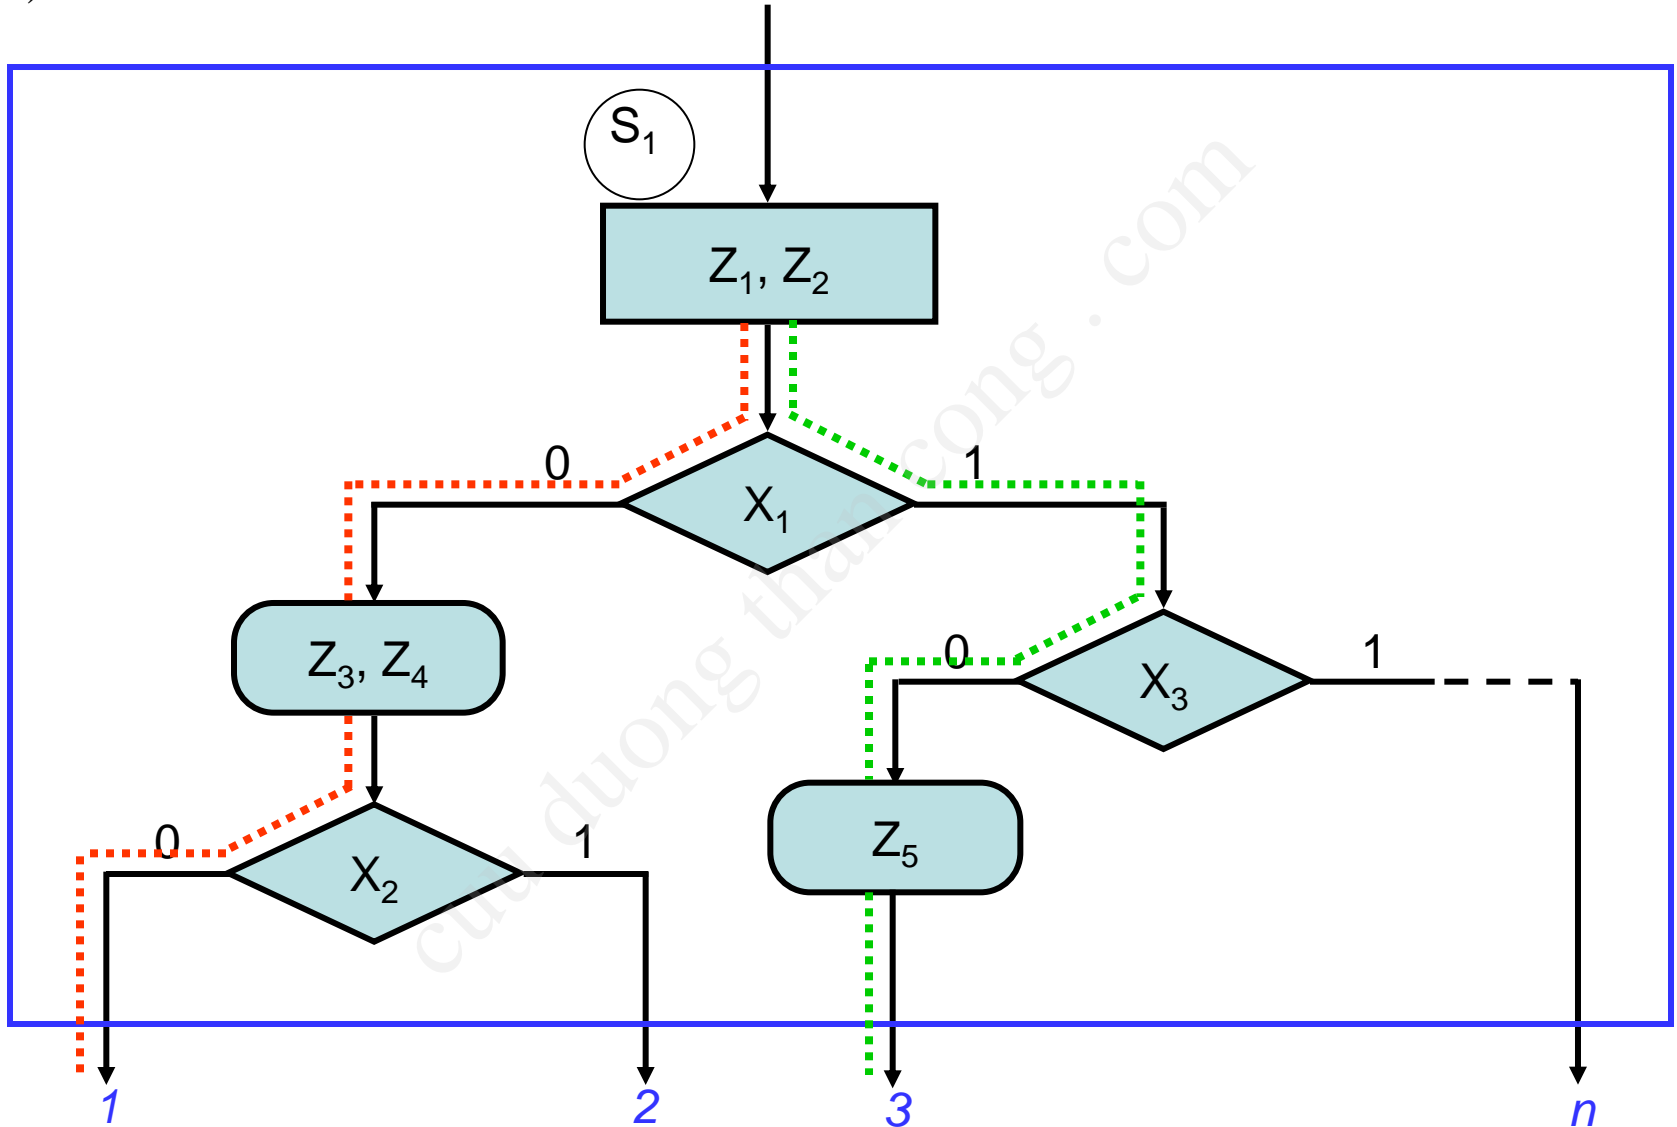 S₁
Z₁, Z₂
0
1
X₁
Z₃, Z₄
0
1
X₃
0
1
X₂
Z₅
1
2
3
n
cuu duong than cong . com